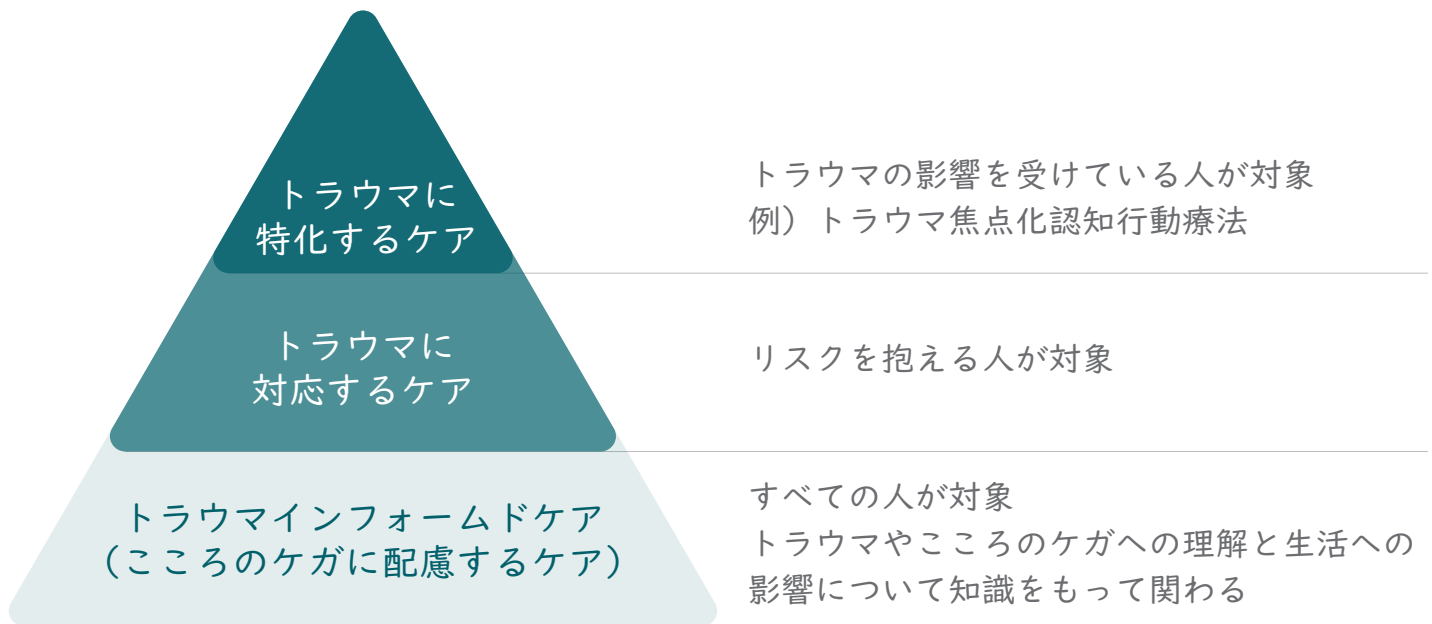 トラウマに
特化するケア
トラウマの影響を受けている人が対象
例）トラウマ焦点化認知行動療法
トラウマに
対応するケア
リスクを抱える人が対象
トラウマインフォームドケア
（こころのケガに配慮するケア）
すべての人が対象
トラウマやこころのケガへの理解と生活への
影響について知識をもって関わる